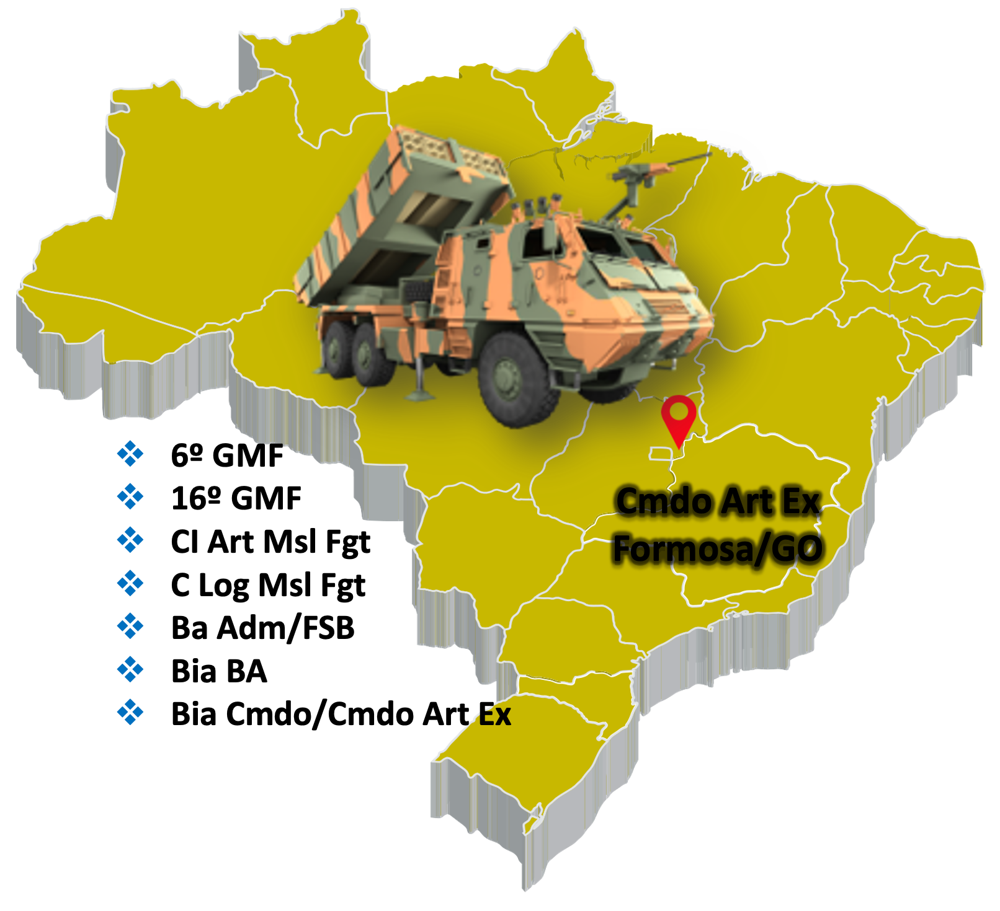 6º GMF
16º GMF
CI Art Msl Fgt
C Log Msl Fgt
Ba Adm/FSB
Bia BA
Bia Cmdo/Cmdo Art Ex
Cmdo Art Ex
Formosa/GO